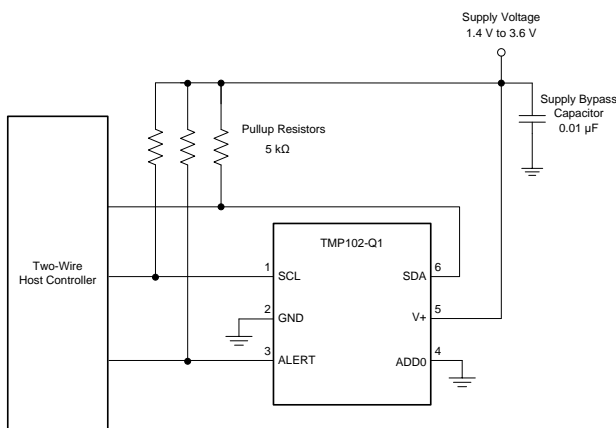 Supply Voltage
1.4 V to 3.6 V
Supply Bypass
Capacitor
0.01 µF
Pullup Resistors
5 kΩ
Two-Wire
Host Controller
TMP102-Q1
1
SCL
SDA
6
2
GND
V+
5
3
ALERT
ADD0
4